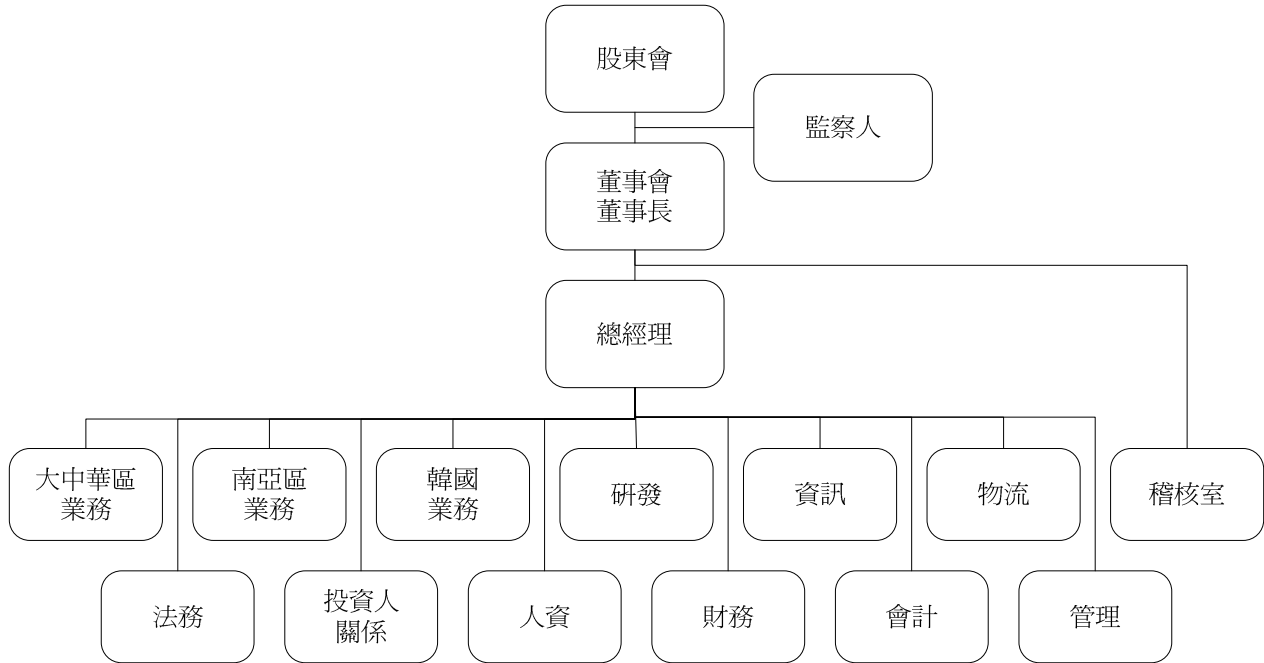 股東會
監察人
董事會
董事長
總經理
大中華區
業務
南亞區
業務
韓國
業務
研發
資訊
物流
稽核室
法務
投資人
關係
人資
財務
會計
管理